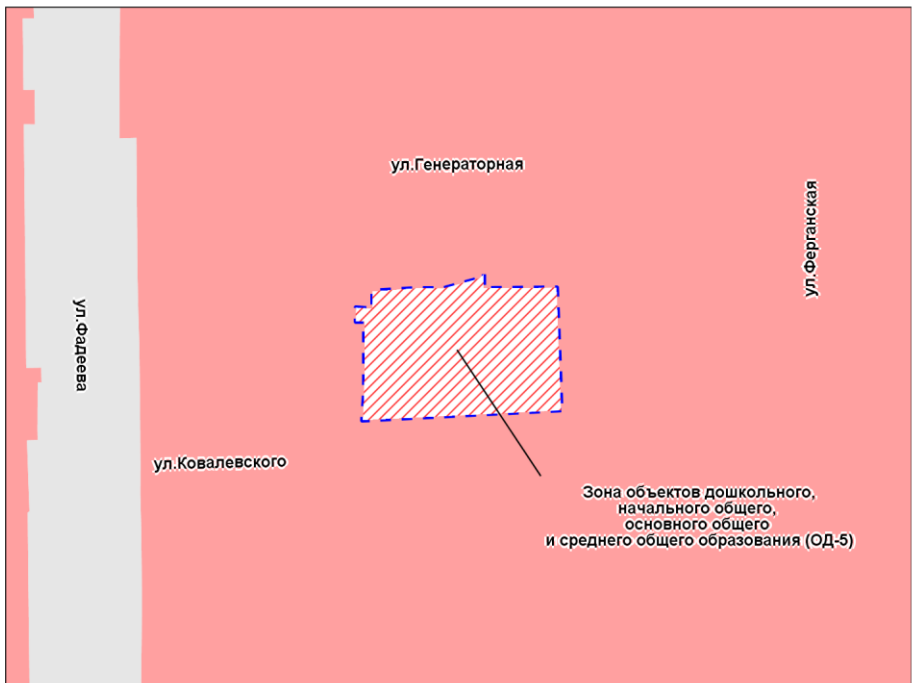 ул.Генераторная
ул.Ферганская
ул.Фадеева
ул.Ковалевского
Зона объектов дошкольного,
начального общего,
основного общего
и среднего общего образования (ОД-5)